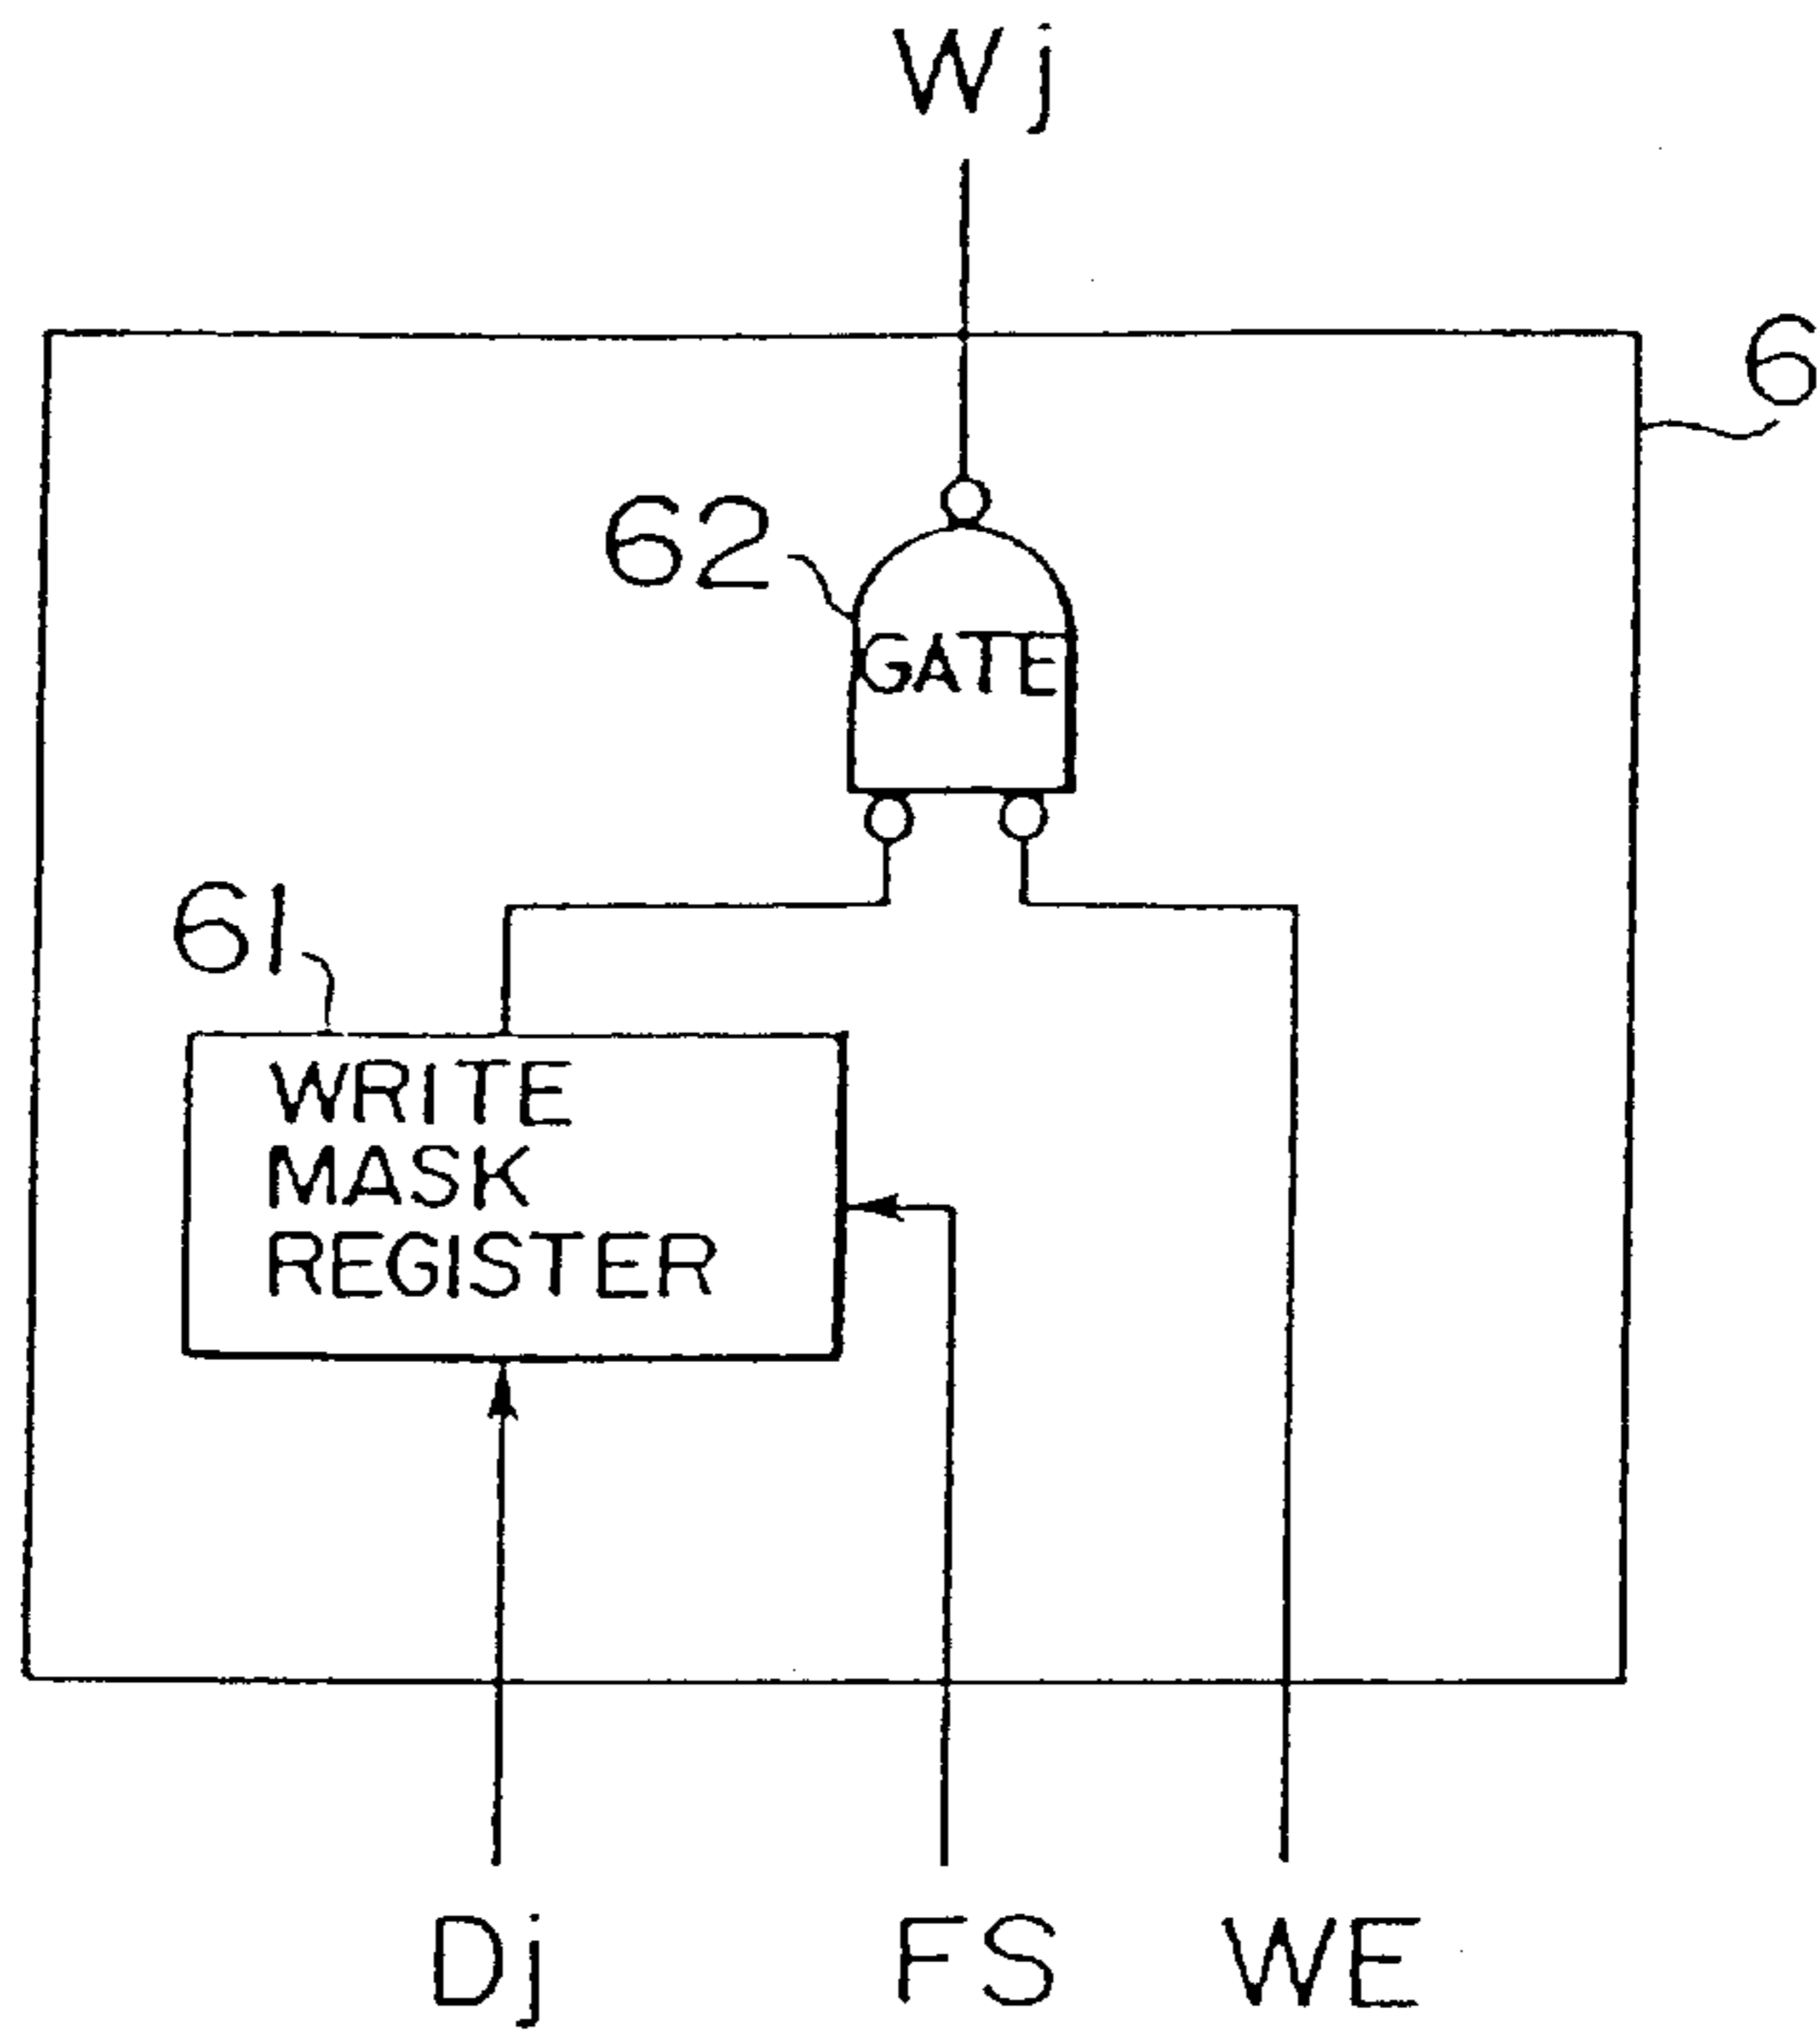 Wj
6
62
GATE
61
WRITE
MASK
REGISTER
Dj
FS
WE